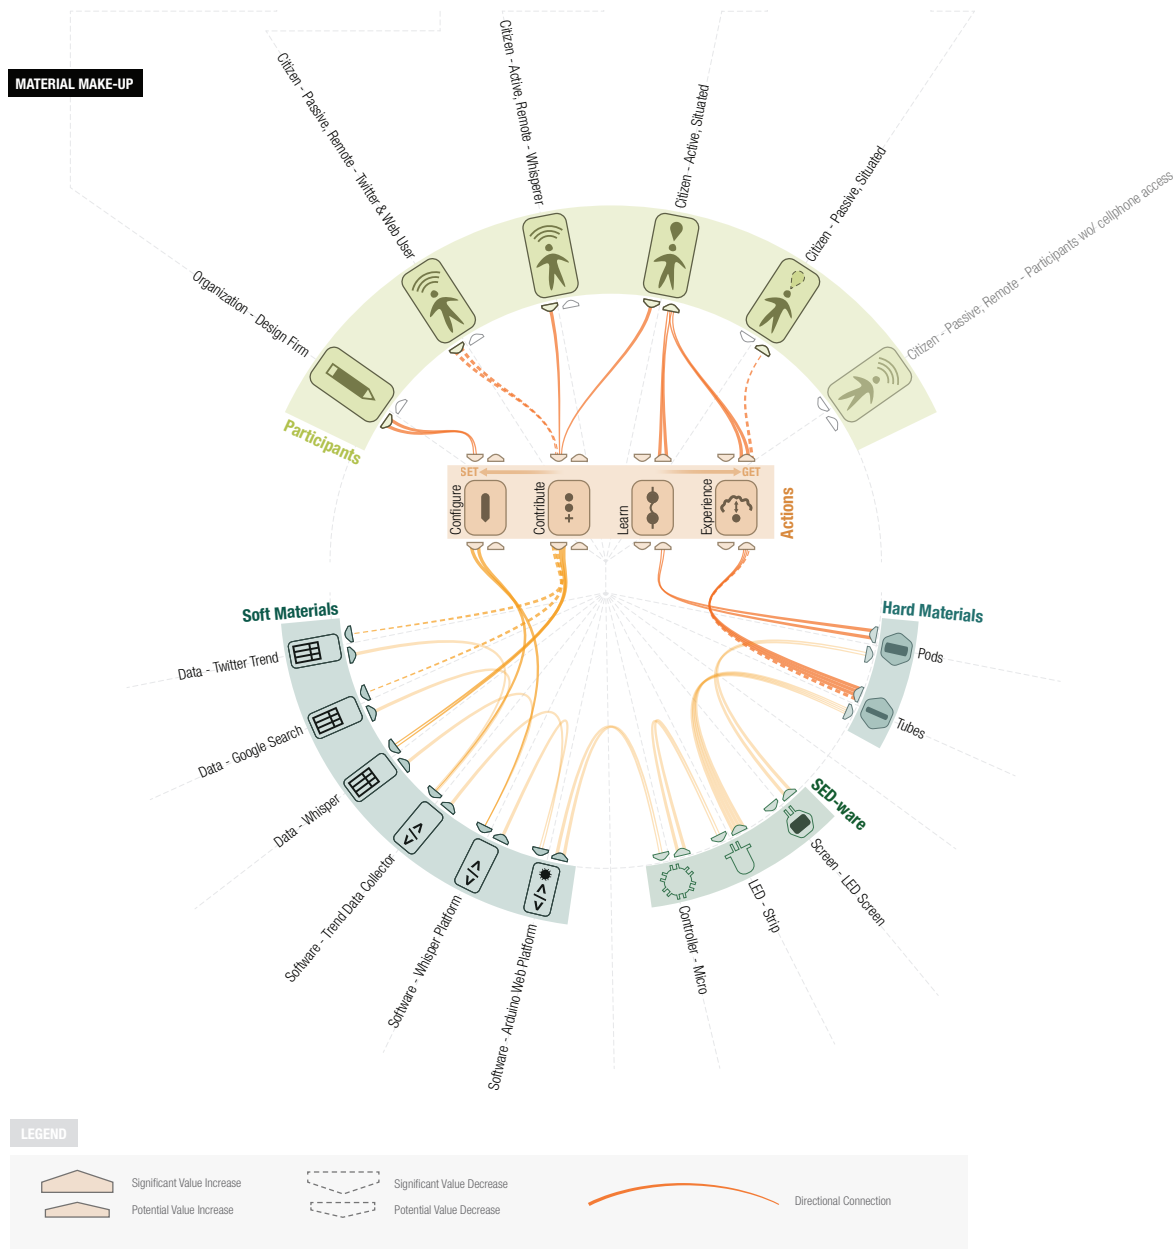 MATERIAL MAKE-UP
Organization - Design Firm
Citizen - Passive, Remote - Twitter & Web User
Citizen - Active, Remote - Whisperer
Citizen - Active, Situated
Citizen - Passive, Situated
Citizen - Passive, Remote - Participants wo/ cellphone access
Participants
SET
GET
Configure
Contribute
Learn
Experience
Actions
Soft Materials
Data - Twitter Trend
Data - Google Search
Data - Whisper
Software - Trend Data Collector
Software - Whisper Platform
Software - Arduino Web Platform
Hard Materials
Pods
Tubes
SED-ware
Screen - LED Screen
LED - Strip
Controller - Micro
LEGEND
Significant Value Increase
Potential Value Increase
Significant Value Decrease
Potential Value Decrease
Directional Connection